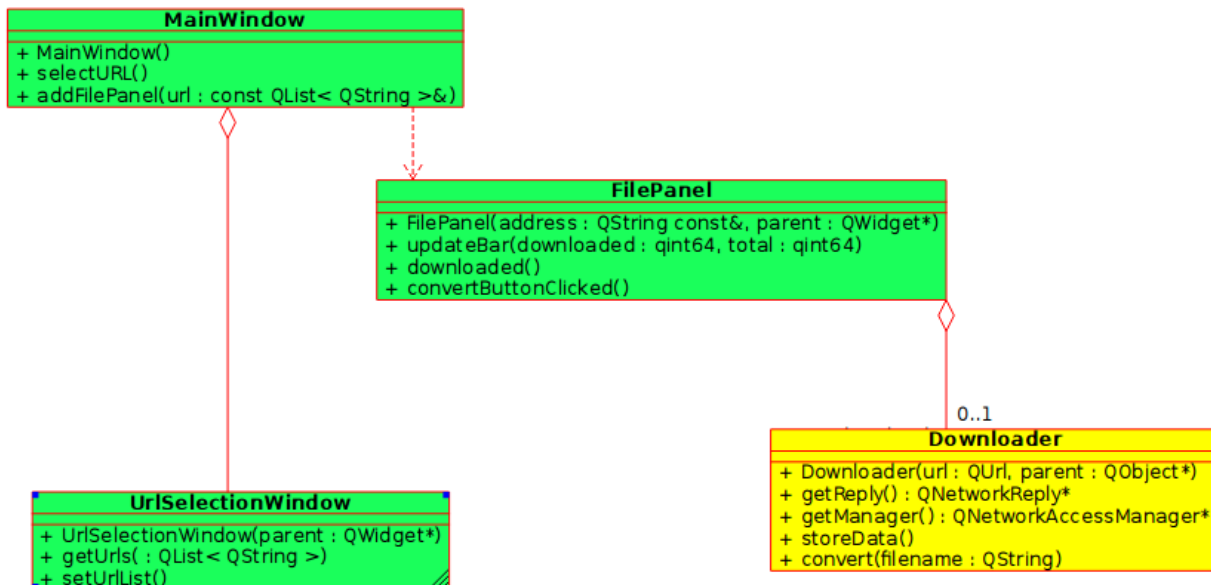 MainWindow
+ MainWindow()
+ selectURL()
+ addFilePanel(url : const QList< QString >&)
FilePanel
+ FilePanel(address : QString const&, parent : QWidget*)
+ updateBar(downloaded : qint64, total : qint64)
+ downloaded()
+ convertButtonClicked()
0..1
Downloader
+ Downloader(url : QUrl, parent : QObject*)
+ getReply() : QNetworkReply*
+ getManager() : QNetworkAccessManager*
+ storeData()
+ convert(filename : QString)
UrlSelectionWindow
+ UrlSelectionWindow(parent : QWidget*)
+ getUrls( : QList< QString >)
+ setUrlList()